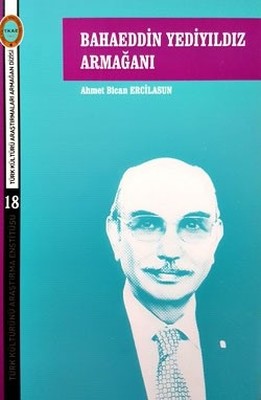 BAHAEDDİN YEDİYILDIZ
ARMAĞANI
Ahmet Bican ERCİLASUN
TÜRK KÜLTÜRÜ ARAŞTIRMALARI ARMAĞAN DİZİSİ
18
TÜRK KÜLTÜRÜNÜ ARAŞTIRMA ENSTİTÜSÜ